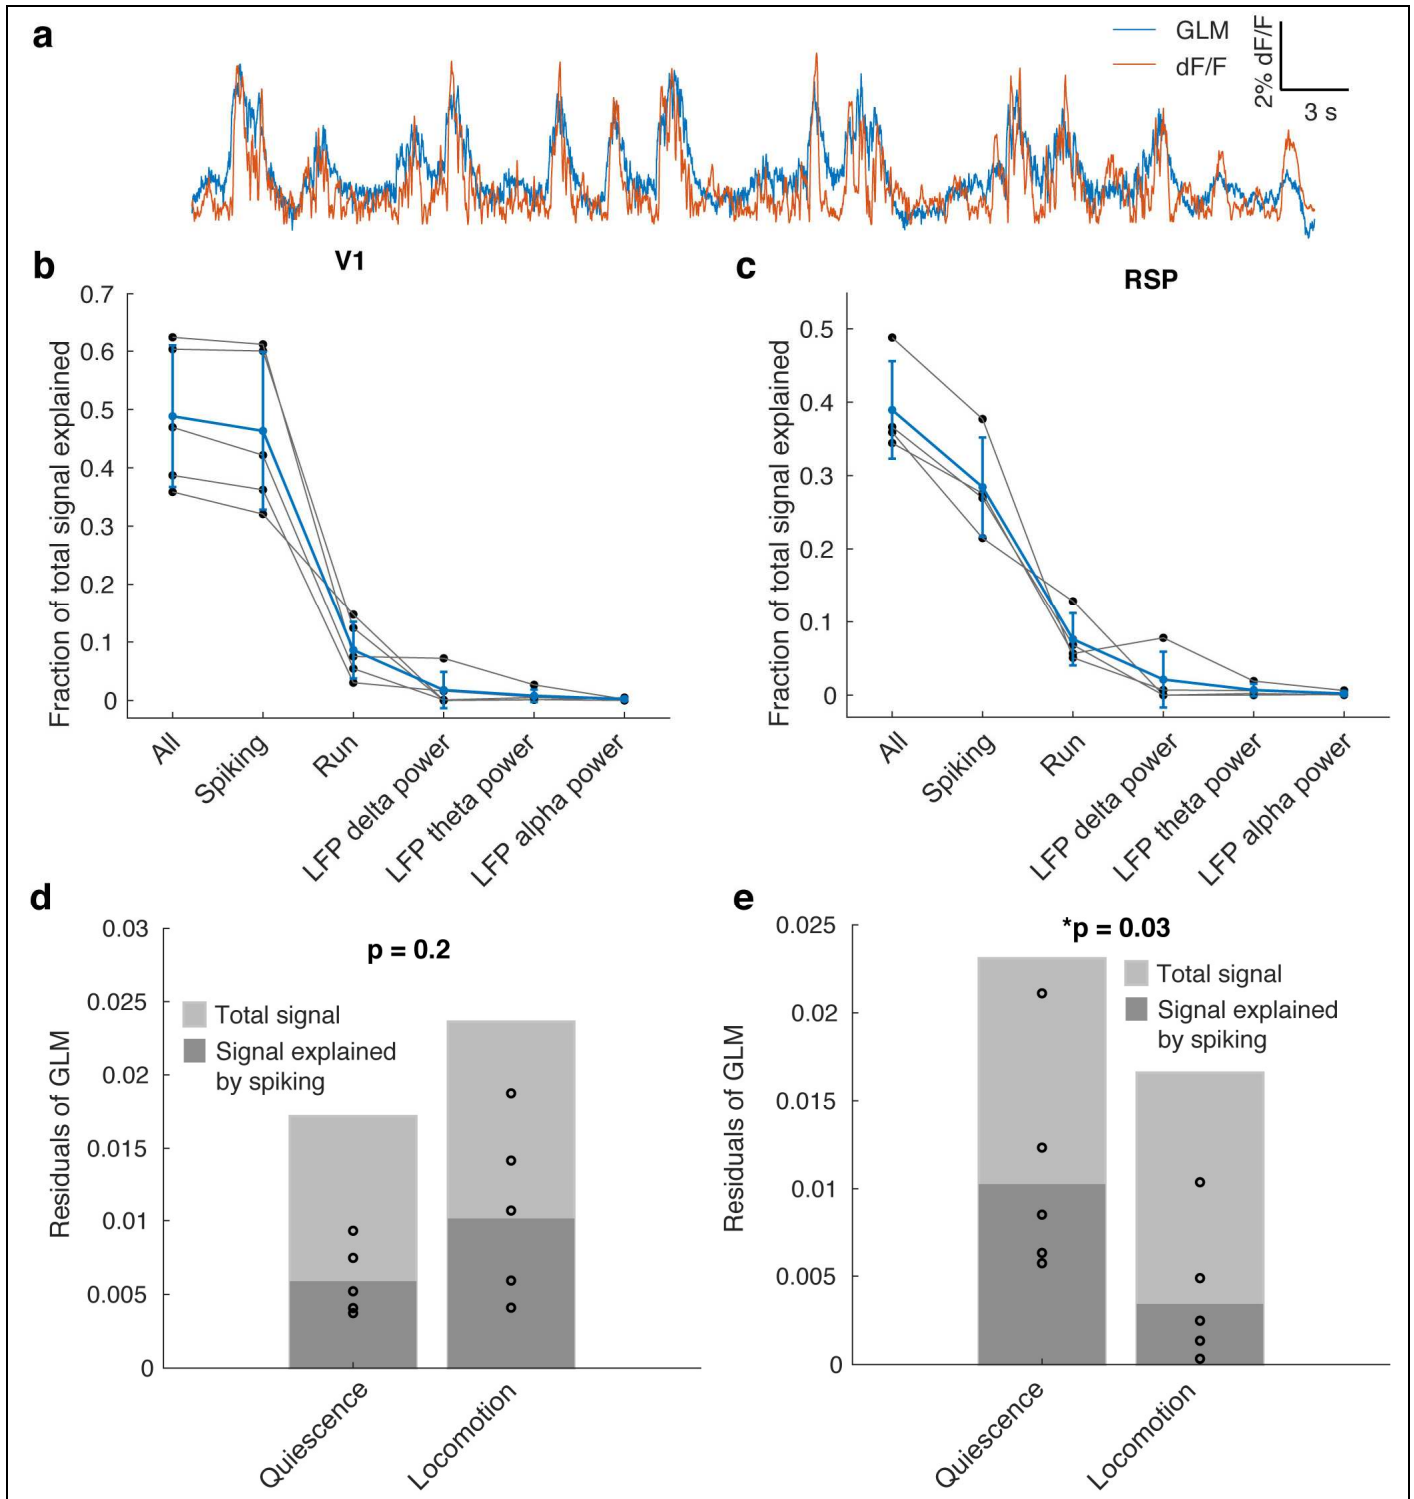 a
GLM
dF/F
2% dF/F
3 s
b
V1
Fraction of total signal explained
0.7
0.6
0.5
0.4
0.3
0.2
0.1
0
All
Spiking
Run
LFP delta power
LFP theta power
LFP alpha power
c
RSP
Fraction of total signal explained
0.5
0.4
0.3
0.2
0.1
0
All
Spiking
Run
LFP delta power
LFP theta power
LFP alpha power
d
p = 0.2
Residuals of GLM
0.03
0.025
0.02
0.015
0.01
0.005
0
Total signal
Signal explained
by spiking
Quiescence
Locomotion
e
*p = 0.03
Residuals of GLM
0.025
0.02
0.015
0.01
0.005
0
Total signal
Signal explained
by spiking
Quiescence
Locomotion